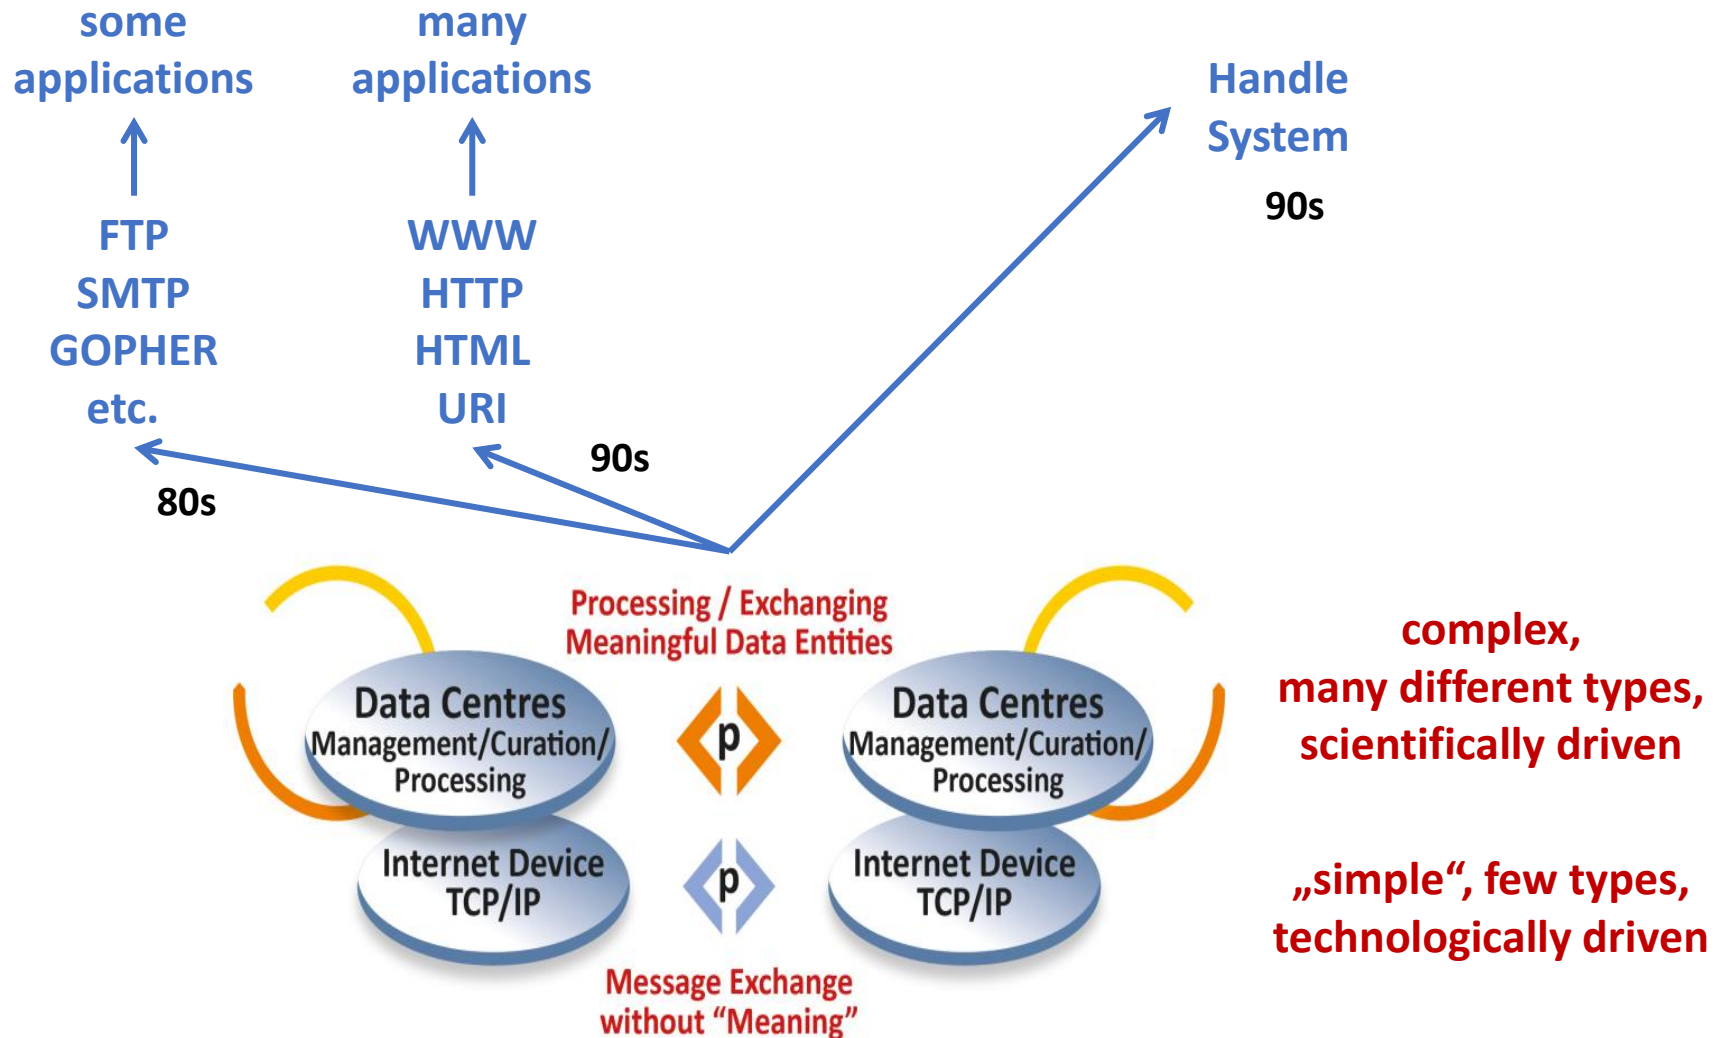 some
applications
many
applications
Handle
System
90s
FTP
SMTP
GOPHER
etc.
WWW
HTTP
HTML
URI
80s
90s
Processing / Exchanging
Meaningful Data Entities
Data Centres
Management/Curation/
Processing
p
Data Centres
Management/Curation/
Processing
complex,
many different types,
scientifically driven
Internet Device
TCP/IP
p
Internet Device
TCP/IP
„simple“, few types,
technologically driven
Message Exchange
without “Meaning”